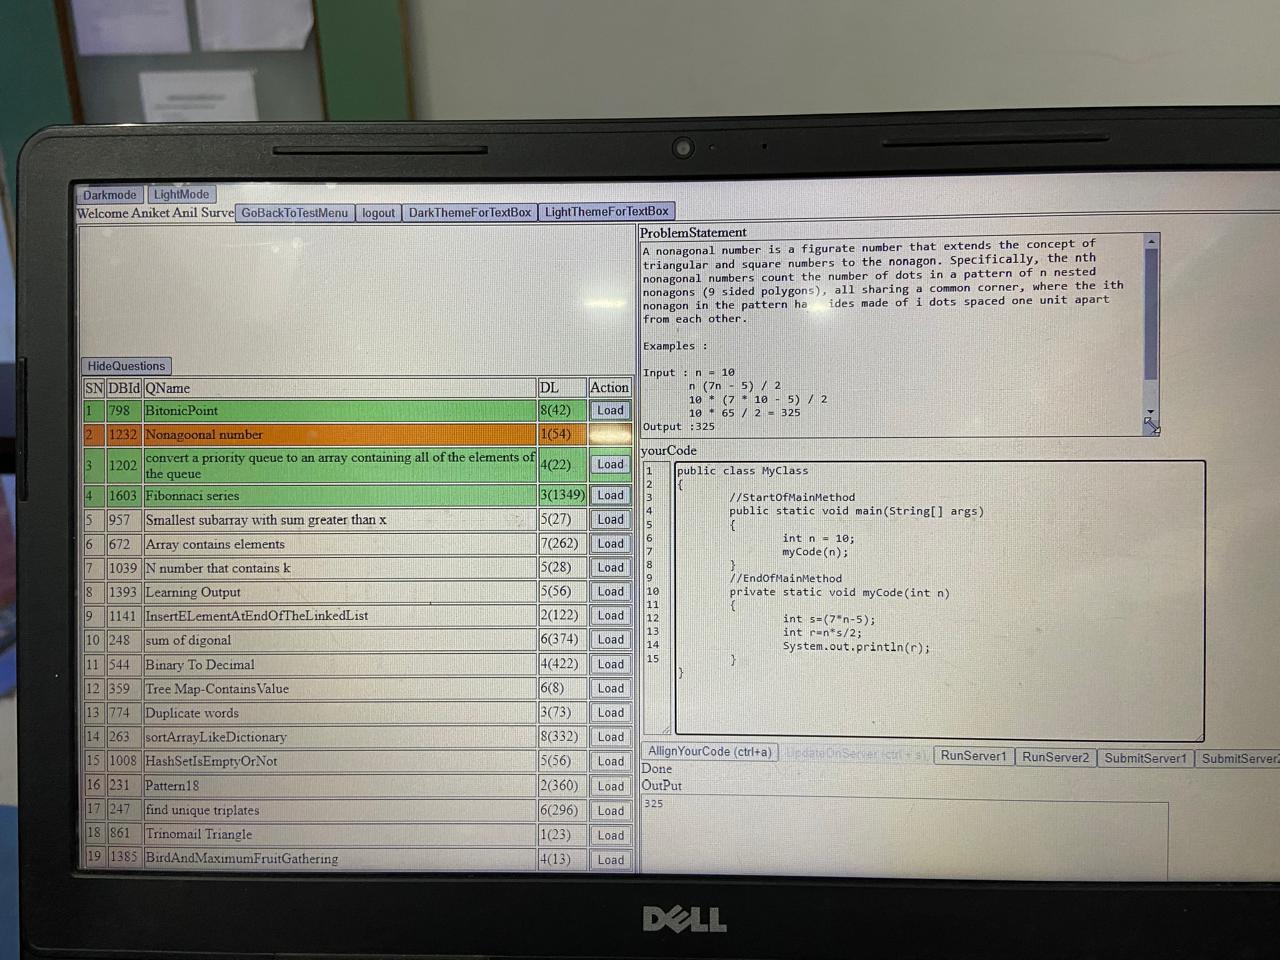 Darkmode LightMode
Welcome Aniket Anil Surve GoBackToTestMenu logout DarkThemeForTextBox LightThemeForTextBox
HideQuestions
SN DBId QName DL Action
1 798 BitonicPoint 8(42) Load
2 1232 Nonagoonal number 1(54)
3 1202 convert a priority queue to an array containing all of the elements of the queue 4(22) Load
4 1603 Fibonnaci series 3(1349) Load
5 957 Smallest subarray with sum greater than x 5(27) Load
6 672 Array contains elements 7(262) Load
7 1039 N number that contains k 5(28) Load
8 1393 Learning Output 5(56) Load
9 1141 InsertELementAtEndOfTheLinkedList 2(122) Load
10 248 sum of digonal 6(374) Load
11 544 Binary To Decimal 4(422) Load
12 359 Tree Map-ContainsValue 6(8) Load
13 774 Duplicate words 3(73) Load
14 263 sortArrayLikeDictionary 8(332) Load
15 1008 HashSetIsEmptyOrNot 5(56) Load
16 231 Pattern18 2(360) Load
17 247 find unique triplates 6(296) Load
18 861 Trinomail Triangle 1(23) Load
19 1385 BirdAndMaximumFruitGathering 4(13) Load
ProblemStatement
A nonagonal number is a figurate number that extends the concept of
triangular and square numbers to the nonagon. Specifically, the nth
nonagonal numbers count the number of dots in a pattern of n nested
nonagons (9 sided polygons), all sharing a common corner, where the ith
nonagon in the pattern ha ides made of i dots spaced one unit apart
from each other.
Examples :
Input : n = 10
n (7n - 5) / 2
10 * (7 * 10 - 5) / 2
10 * 65 / 2 = 325
Output :325
yourCode
1 public class MyClass
2 {
3 //StartOfMainMethod
4 public static void main(String[] args)
5 {
6 int n = 10;
7 myCode(n);
8 }
9 //EndOfMainMethod
10 private static void myCode(int n)
11 {
12 int s=(7*n-5);
13 int r=n*s/2;
14 System.out.println(r);
15 }
}
AllignYourCode (ctrl+a) UpdateOnServer (ctrl + s) RunServer1 RunServer2 SubmitServer1 SubmitServer2
Done
OutPut
325
DELL